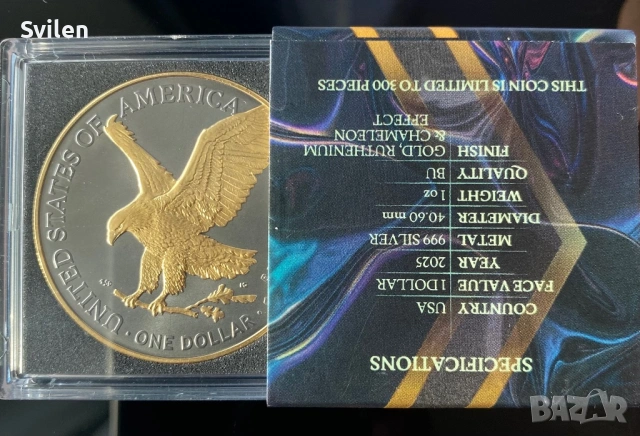 Svilen
UNITED STATES OF AMERICA
· ONE DOLLAR ·
SPECIFICATIONS
COUNTRY USA
FACE VALUE 1 DOLLAR
YEAR 2025
METAL 999 SILVER
DIAMETER 40.60 mm
WEIGHT 1 oz
QUALITY BU
FINISH GOLD, RUTHENIUM
& CHAMELEON
EFFECT
THIS COIN IS LIMITED TO 300 PIECES
BAZAR.bg